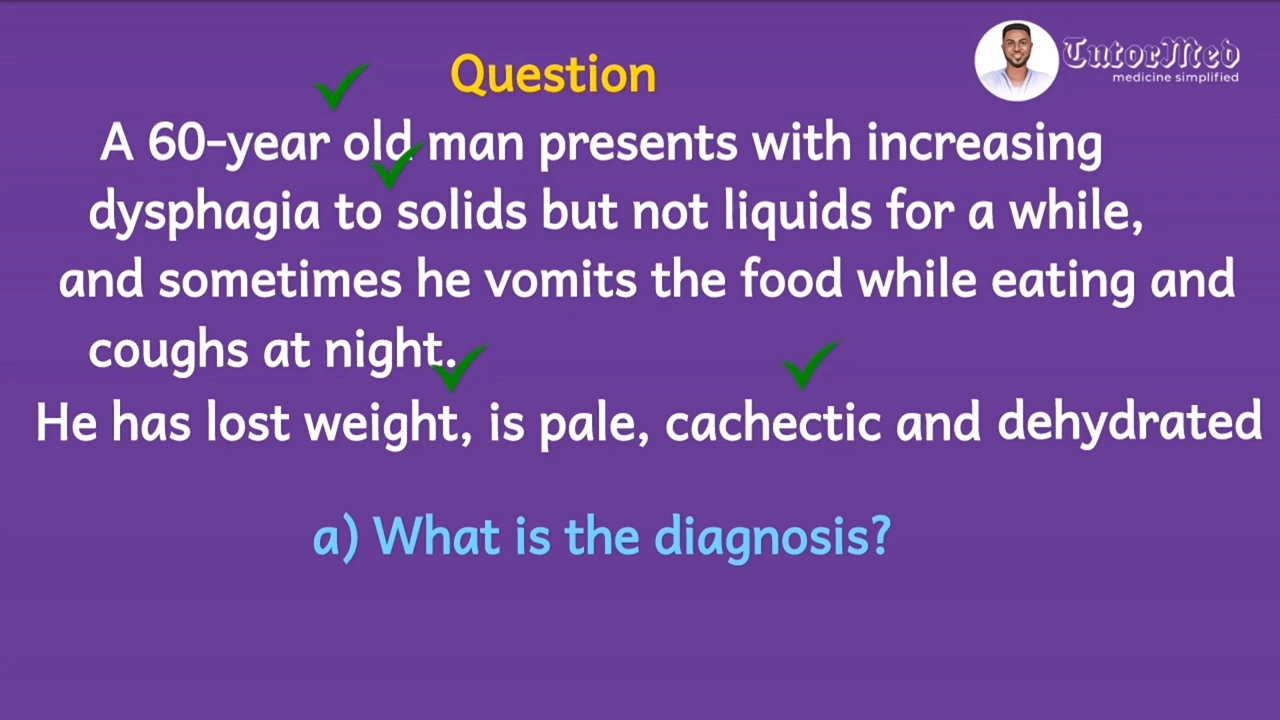 TutorMed
medicine simplified
Question
A 60-year old man presents with increasing
dysphagia to solids but not liquids for a while,
and sometimes he vomits the food while eating and
coughs at night.
He has lost weight, is pale, cachectic and dehydrated
a) What is the diagnosis?